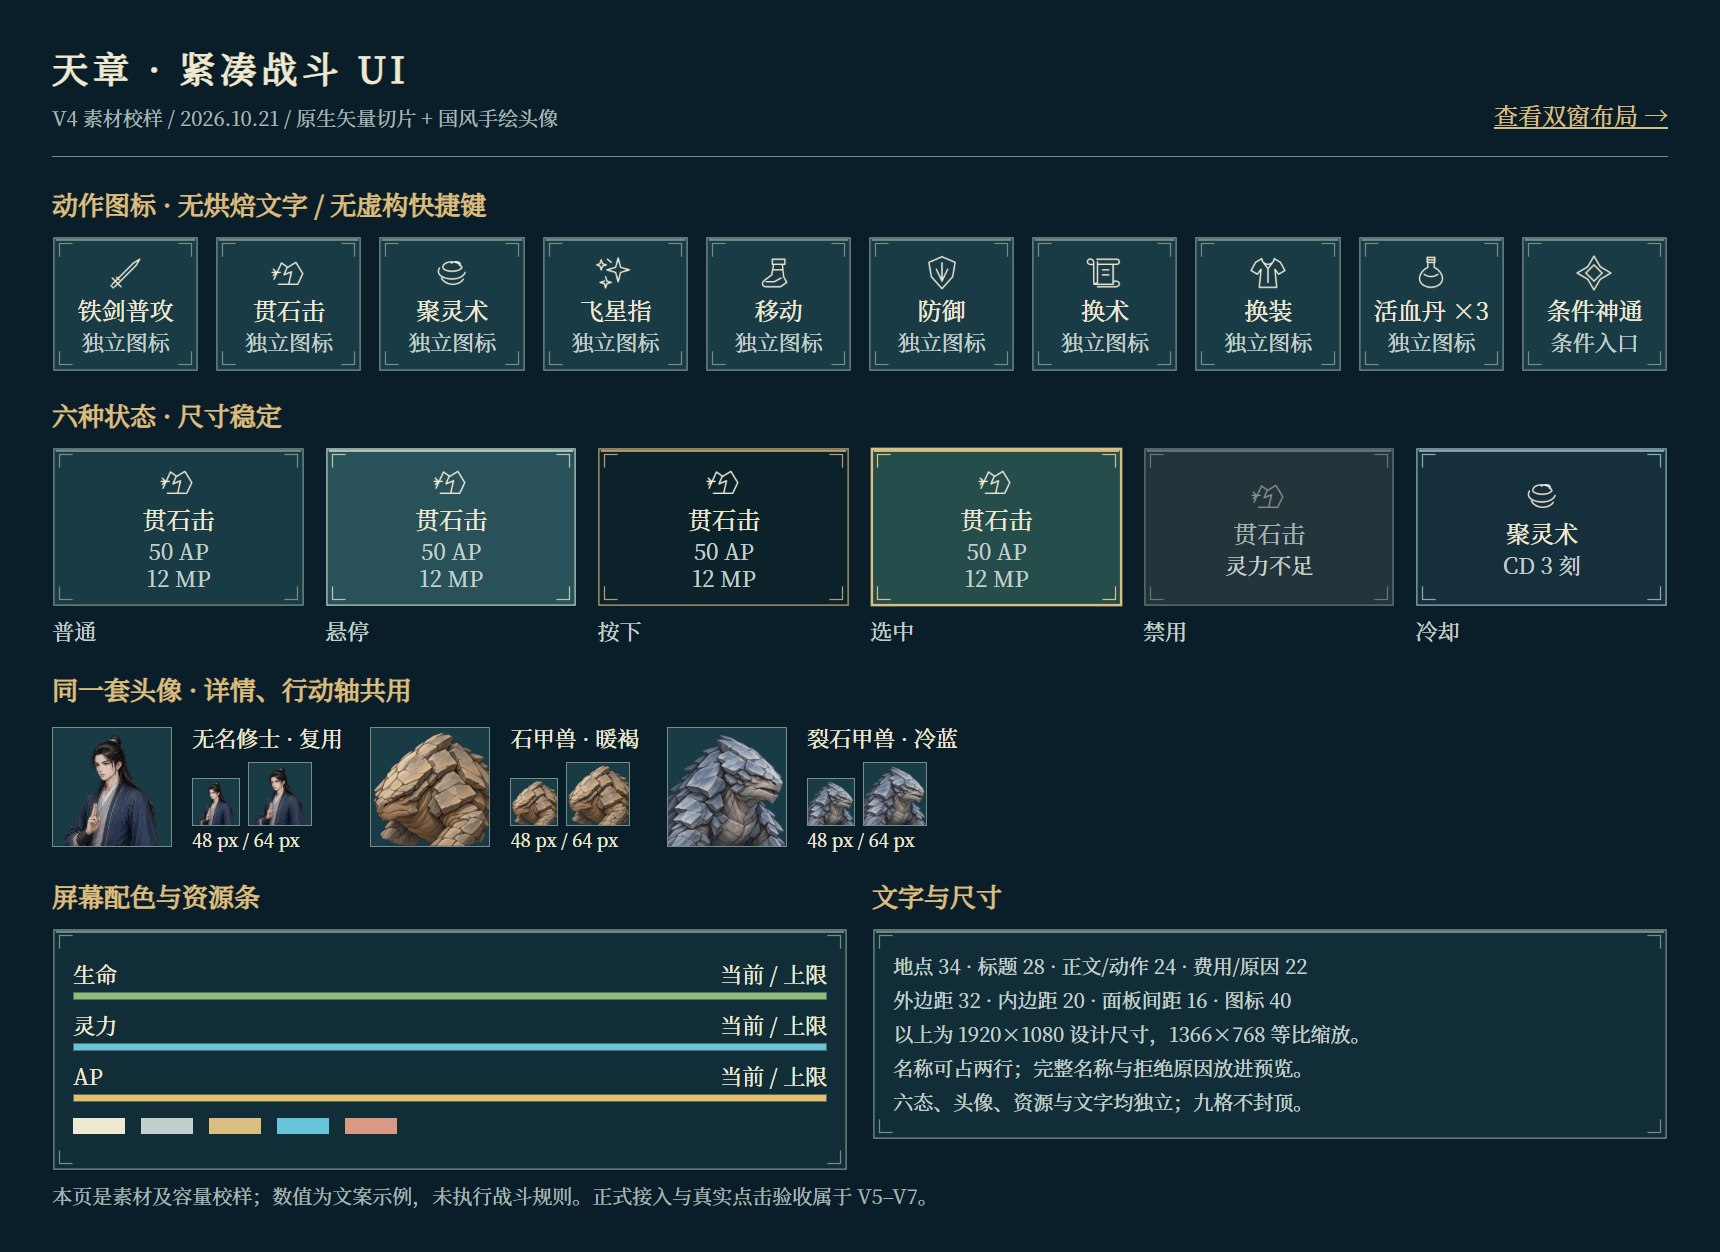 天章 · 紧凑战斗 UI
V4 素材校样 / 2026.10.21 / 原生矢量切片 + 国风手绘头像
查看双窗布局 →
动作图标 · 无烘焙文字 / 无虚构快捷键
铁剑普攻
独立图标
贯石击
独立图标
聚灵术
独立图标
飞星指
独立图标
移动
独立图标
防御
独立图标
换术
独立图标
换装
独立图标
活血丹 ×3
独立图标
条件神通
条件入口
六种状态 · 尺寸稳定
贯石击
50 AP
12 MP
普通
贯石击
50 AP
12 MP
悬停
贯石击
50 AP
12 MP
按下
贯石击
50 AP
12 MP
选中
贯石击
灵力不足
禁用
聚灵术
CD 3 刻
冷却
同一套头像 · 详情、行动轴共用
无名修士 · 复用
48 px / 64 px
石甲兽 · 暖褐
48 px / 64 px
裂石甲兽 · 冷蓝
48 px / 64 px
屏幕配色与资源条
生命 当前 / 上限
灵力 当前 / 上限
AP 当前 / 上限
文字与尺寸
地点 34 · 标题 28 · 正文/动作 24 · 费用/原因 22
外边距 32 · 内边距 20 · 面板间距 16 · 图标 40
以上为 1920×1080 设计尺寸，1366×768 等比缩放。
名称可占两行；完整名称与拒绝原因放进预览。
六态、头像、资源与文字均独立；九格不封顶。
本页是素材及容量校样；数值为文案示例，未执行战斗规则。正式接入与真实点击验收属于 V5–V7。